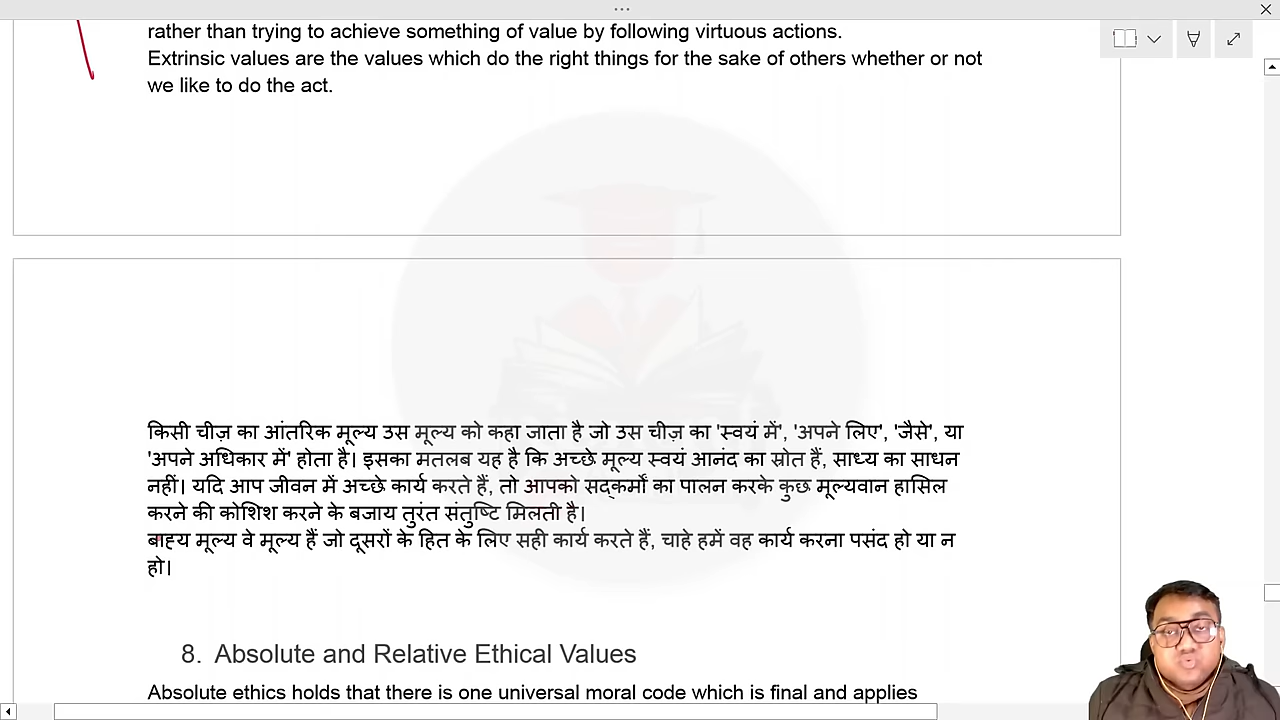 rather than trying to achieve something of value by following virtuous actions.
Extrinsic values are the values which do the right things for the sake of others whether or not
we like to do the act.
किसी चीज़ का आंतरिक मूल्य उस मूल्य को कहा जाता है जो उस चीज़ का 'स्वयं में', 'अपने लिए', 'जैसे', या
'अपने अधिकार में' होता है। इसका मतलब यह है कि अच्छे मूल्य स्वयं आनंद का स्रोत हैं, साध्य का साधन
नहीं। यदि आप जीवन में अच्छे कार्य करते हैं, तो आपको सद्कर्मों का पालन करके कुछ मूल्यवान हासिल
करने की कोशिश करने के बजाय तुरंत संतुष्टि मिलती है।
बाह्य मूल्य वे मूल्य हैं जो दूसरों के हित के लिए सही कार्य करते हैं, चाहे हमें वह कार्य करना पसंद हो या न
हो।
8. Absolute and Relative Ethical Values
Absolute ethics holds that there is one universal moral code which is final and applies